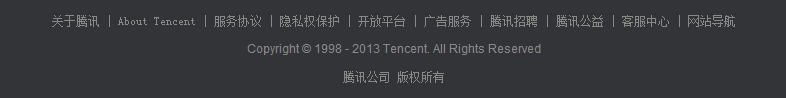 关于腾讯 | About Tencent | 服务协议 | 隐私权保护 | 开放平台 | 广告服务 | 腾讯招聘 | 腾讯公益 | 客服中心 | 网站导航
Copyright © 1998 - 2013 Tencent. All Rights Reserved
腾讯公司 版权所有